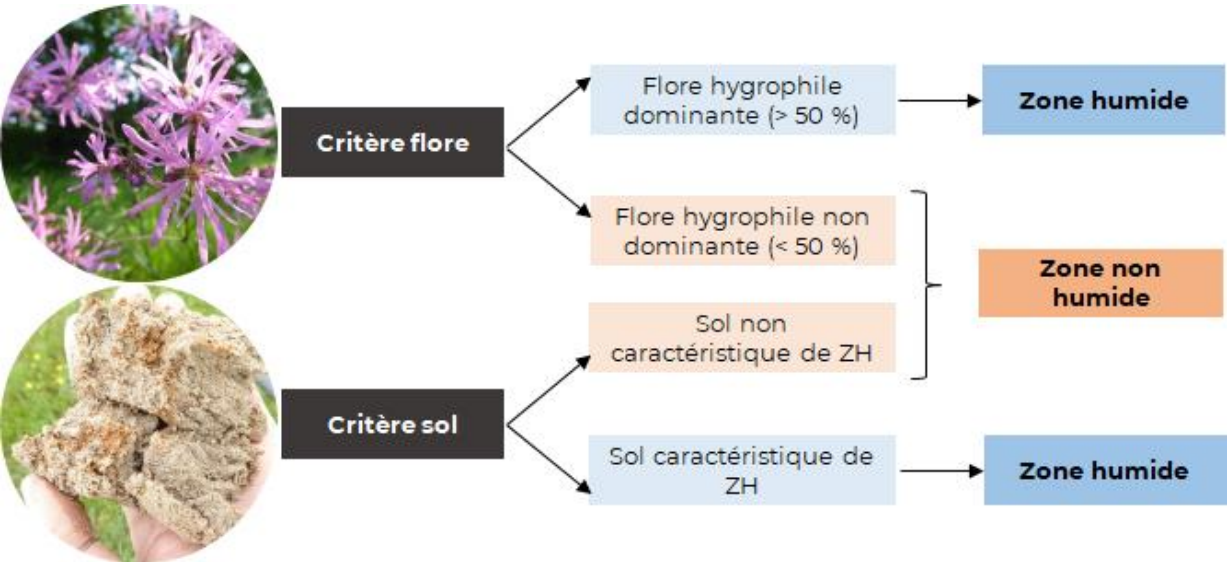 Critère flore
Flore hygrophile
dominante (> 50 %)
Zone humide
Flore hygrophile non
dominante (< 50 %)
Zone non
humide
Sol non
caractéristique de ZH
Critère sol
Sol caractéristique de
ZH
Zone humide